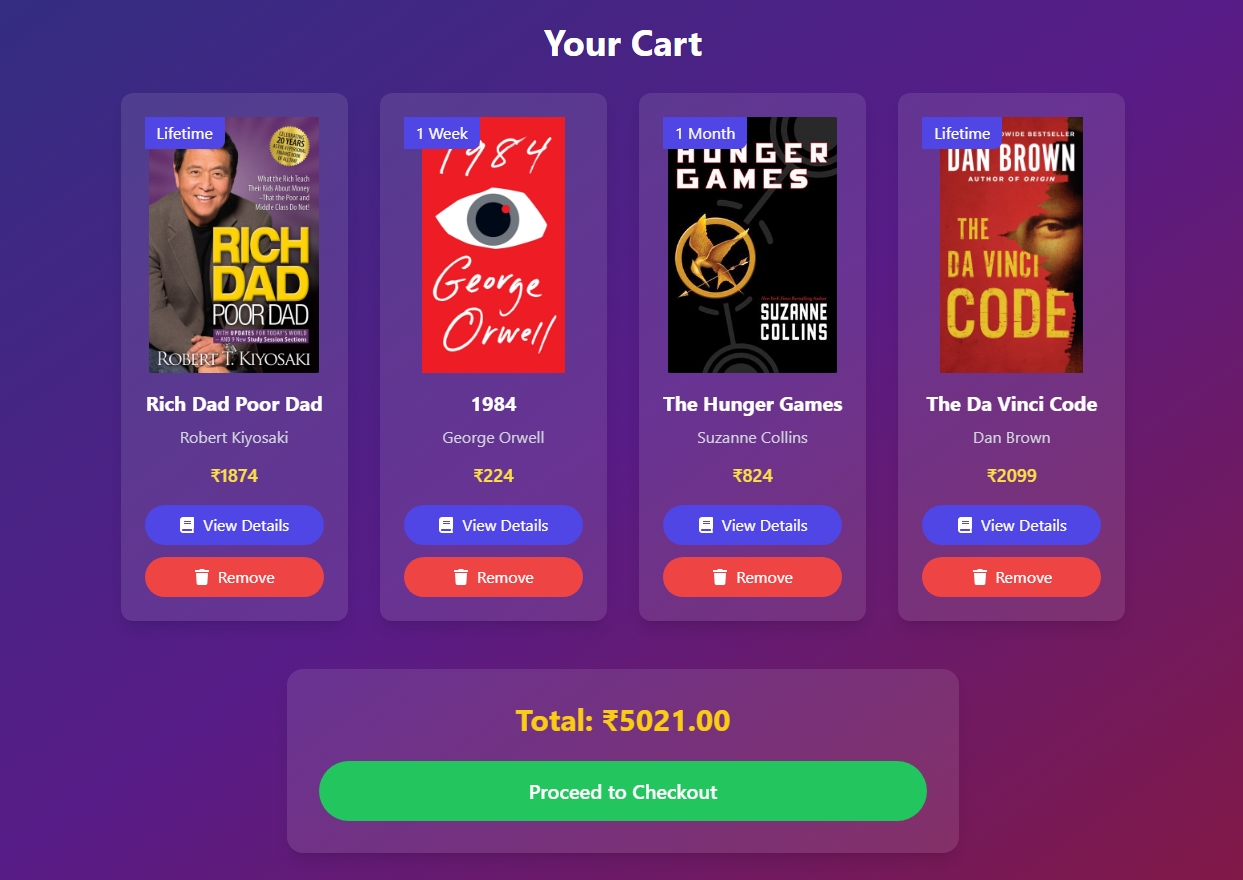 Your Cart
Lifetime
CELEBRATING
20 YEARS
What the Rich Teach
Their Kids About Money
–That the Poor and
Middle Class Do Not!
RICH
DAD
POOR DAD
WITH UPDATES FOR TODAY'S WORLD
– AND 9 New Study Session Sections
ROBERT T. KIYOSAKI
Rich Dad Poor Dad
Robert Kiyosaki
₹1874
View Details
Remove
1 Week
1984
George
Orwell
1984
George Orwell
₹224
View Details
Remove
1 Month
HUNGER
GAMES
SUZANNE
COLLINS
The Hunger Games
Suzanne Collins
₹824
View Details
Remove
Lifetime
OWIDE BESTSELLER
DAN BROWN
AUTHOR OF ORIGIN
THE
DA VINCI
CODE
The Da Vinci Code
Dan Brown
₹2099
View Details
Remove
Total: ₹5021.00
Proceed to Checkout